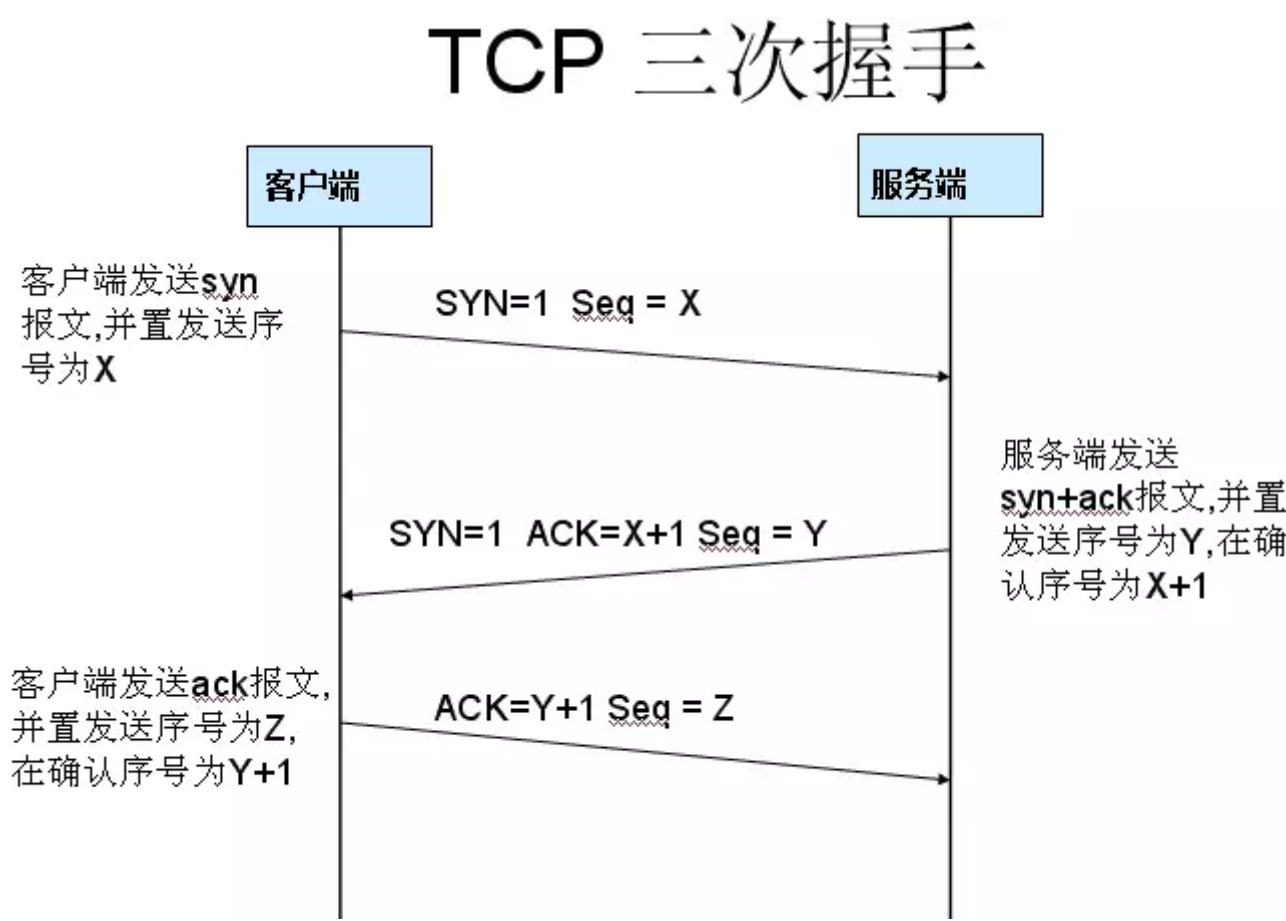 TCP 三次握手
客户端
服务端
客户端发送syn
报文,并置发送序
号为X
SYN=1 Seq = X
服务端发送
syn+ack报文,并置
发送序号为Y,在确
认序号为X+1
SYN=1 ACK=X+1 Seq = Y
客户端发送ack报文,
并置发送序号为Z,
在确认序号为Y+1
ACK=Y+1 Seq = Z